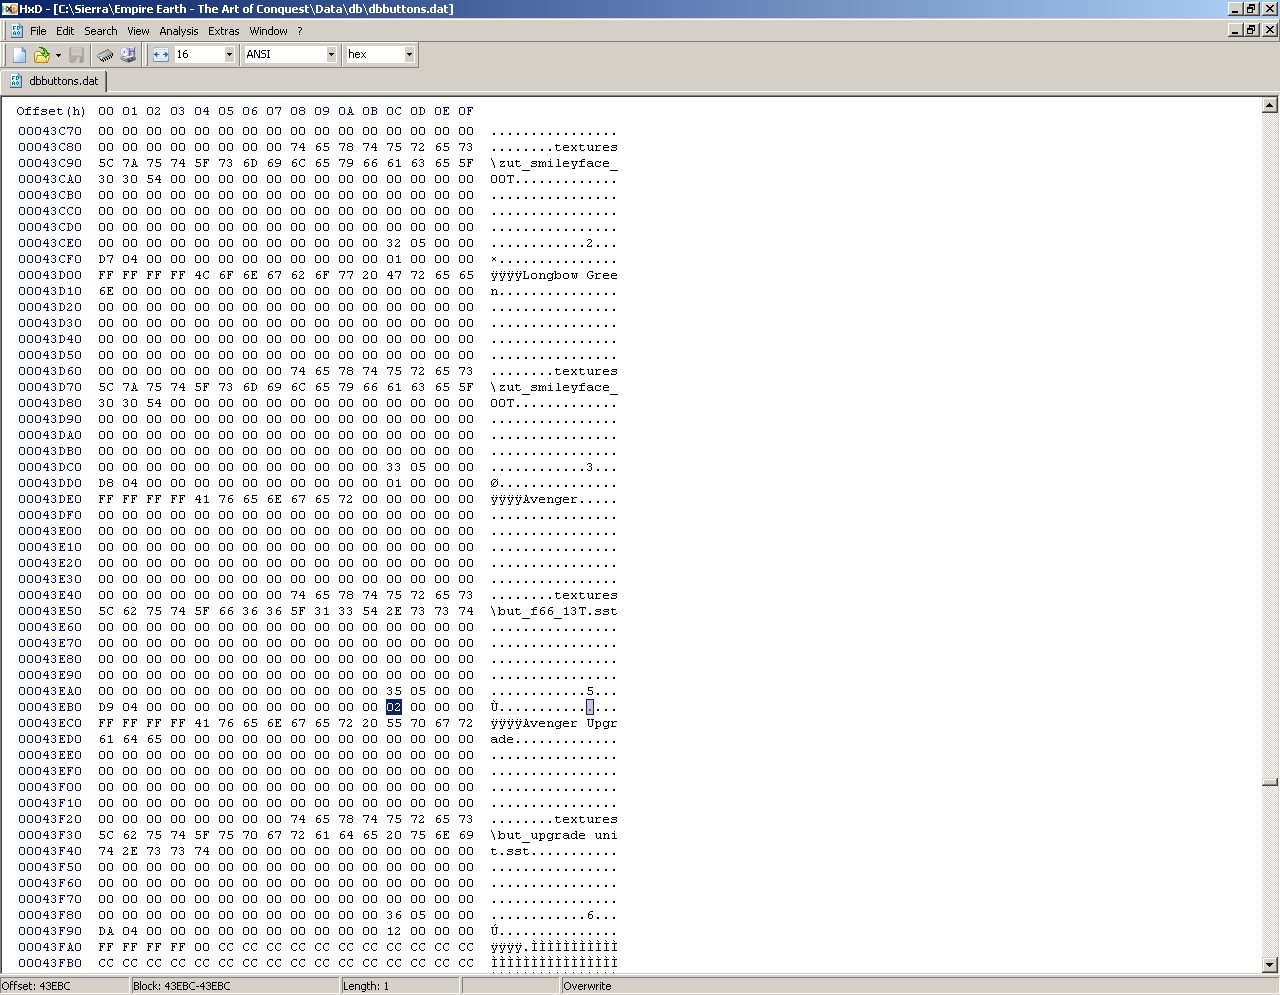 HxD - [C:\Sierra\Empire Earth - The Art of Conquest\Data\db\dbbuttons.dat]
File Edit Search View Analysis Extras Window ?
16 ANSI hex
dbbuttons.dat
Offset(h) 00 01 02 03 04 05 06 07 08 09 0A 0B 0C 0D 0E 0F
00043C70 00 00 00 00 00 00 00 00 00 00 00 00 00 00 00 00 ................
00043C80 00 00 00 00 00 00 00 00 74 65 78 74 75 72 65 73 ........textures
00043C90 5C 7A 75 74 5F 73 6D 69 6C 65 79 66 61 63 65 5F \zut_smileyface_
00043CA0 30 30 54 00 00 00 00 00 00 00 00 00 00 00 00 00 00T.............
00043CB0 00 00 00 00 00 00 00 00 00 00 00 00 00 00 00 00 ................
00043CC0 00 00 00 00 00 00 00 00 00 00 00 00 00 00 00 00 ................
00043CD0 00 00 00 00 00 00 00 00 00 00 00 00 00 00 00 00 ................
00043CE0 00 00 00 00 00 00 00 00 00 00 00 00 32 05 00 00 ............2...
00043CF0 D7 04 00 00 00 00 00 00 00 00 00 00 01 00 00 00 ×...............
00043D00 FF FF FF FF 4C 6F 6E 67 62 6F 77 20 47 72 65 65 ÿÿÿÿLongbow Gree
00043D10 6E 00 00 00 00 00 00 00 00 00 00 00 00 00 00 00 n...............
00043D20 00 00 00 00 00 00 00 00 00 00 00 00 00 00 00 00 ................
00043D30 00 00 00 00 00 00 00 00 00 00 00 00 00 00 00 00 ................
00043D40 00 00 00 00 00 00 00 00 00 00 00 00 00 00 00 00 ................
00043D50 00 00 00 00 00 00 00 00 00 00 00 00 00 00 00 00 ................
00043D60 00 00 00 00 00 00 00 00 74 65 78 74 75 72 65 73 ........textures
00043D70 5C 7A 75 74 5F 73 6D 69 6C 65 79 66 61 63 65 5F \zut_smileyface_
00043D80 30 30 54 00 00 00 00 00 00 00 00 00 00 00 00 00 00T.............
00043D90 00 00 00 00 00 00 00 00 00 00 00 00 00 00 00 00 ................
00043DA0 00 00 00 00 00 00 00 00 00 00 00 00 00 00 00 00 ................
00043DB0 00 00 00 00 00 00 00 00 00 00 00 00 00 00 00 00 ................
00043DC0 00 00 00 00 00 00 00 00 00 00 00 00 33 05 00 00 ............3...
00043DD0 D8 04 00 00 00 00 00 00 00 00 00 00 01 00 00 00 Ø...............
00043DE0 FF FF FF FF 41 76 65 6E 67 65 72 00 00 00 00 00 ÿÿÿÿAvenger.....
00043DF0 00 00 00 00 00 00 00 00 00 00 00 00 00 00 00 00 ................
00043E00 00 00 00 00 00 00 00 00 00 00 00 00 00 00 00 00 ................
00043E10 00 00 00 00 00 00 00 00 00 00 00 00 00 00 00 00 ................
00043E20 00 00 00 00 00 00 00 00 00 00 00 00 00 00 00 00 ................
00043E30 00 00 00 00 00 00 00 00 00 00 00 00 00 00 00 00 ................
00043E40 00 00 00 00 00 00 00 00 74 65 78 74 75 72 65 73 ........textures
00043E50 5C 62 75 74 5F 66 36 36 5F 31 33 54 2E 73 73 74 \but_f66_13T.sst
00043E60 00 00 00 00 00 00 00 00 00 00 00 00 00 00 00 00 ................
00043E70 00 00 00 00 00 00 00 00 00 00 00 00 00 00 00 00 ................
00043E80 00 00 00 00 00 00 00 00 00 00 00 00 00 00 00 00 ................
00043E90 00 00 00 00 00 00 00 00 00 00 00 00 00 00 00 00 ................
00043EA0 00 00 00 00 00 00 00 00 00 00 00 00 35 05 00 00 ............5...
00043EB0 D9 04 00 00 00 00 00 00 00 00 00 00 02 00 00 00 Ù...............
00043EC0 FF FF FF FF 41 76 65 6E 67 65 72 20 55 70 67 72 ÿÿÿÿAvenger Upgr
00043ED0 61 64 65 00 00 00 00 00 00 00 00 00 00 00 00 00 ade.............
00043EE0 00 00 00 00 00 00 00 00 00 00 00 00 00 00 00 00 ................
00043EF0 00 00 00 00 00 00 00 00 00 00 00 00 00 00 00 00 ................
00043F00 00 00 00 00 00 00 00 00 00 00 00 00 00 00 00 00 ................
00043F10 00 00 00 00 00 00 00 00 00 00 00 00 00 00 00 00 ................
00043F20 00 00 00 00 00 00 00 00 74 65 78 74 75 72 65 73 ........textures
00043F30 5C 62 75 74 5F 75 70 67 72 61 64 65 20 75 6E 69 \but_upgrade uni
00043F40 74 2E 73 73 74 00 00 00 00 00 00 00 00 00 00 00 t.sst...........
00043F50 00 00 00 00 00 00 00 00 00 00 00 00 00 00 00 00 ................
00043F60 00 00 00 00 00 00 00 00 00 00 00 00 00 00 00 00 ................
00043F70 00 00 00 00 00 00 00 00 00 00 00 00 00 00 00 00 ................
00043F80 00 00 00 00 00 00 00 00 00 00 00 00 36 05 00 00 ............6...
00043F90 DA 04 00 00 00 00 00 00 00 00 00 00 12 00 00 00 Ú...............
00043FA0 FF FF FF FF 00 CC CC CC CC CC CC CC CC CC CC CC ÿÿÿÿ.ÌÌÌÌÌÌÌÌÌÌÌ
00043FB0 CC CC CC CC CC CC CC CC CC CC CC CC CC CC CC CC ÌÌÌÌÌÌÌÌÌÌÌÌÌÌÌÌ
Offset: 43EBC Block: 43EBC-43EBC Length: 1 Overwrite